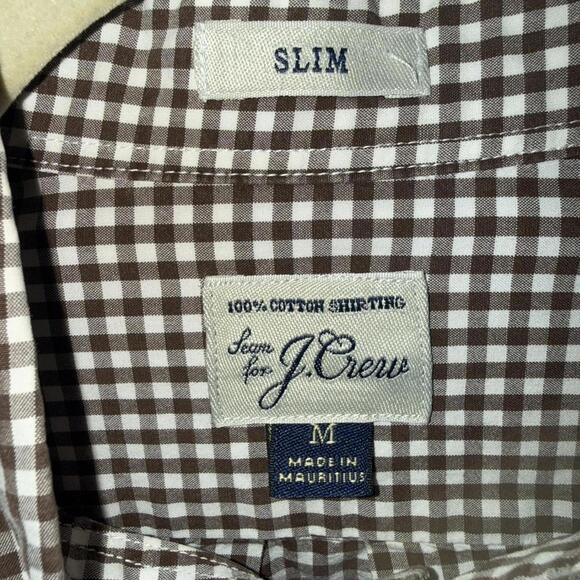 SLIM
100% COTTON SHIRTING
Sewn
for J.Crew
M
MADE IN
MAURITIUS